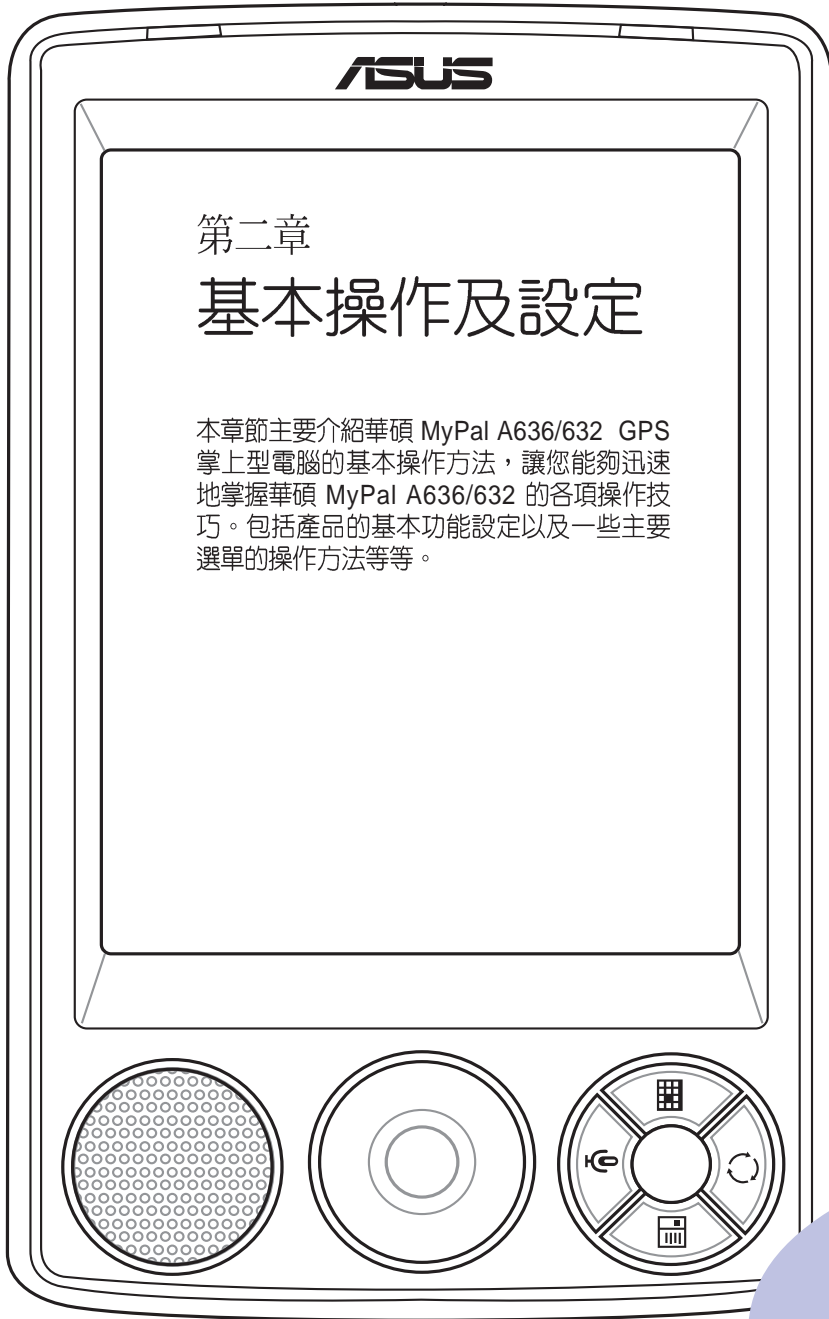 ASUS
第二章
基本操作及設定
本章節主要介紹華碩 MyPal A636/632 GPS
掌上型電腦的基本操作方法，讓您能夠迅速
地掌握華碩 MyPal A636/632 的各項操作技
巧。包括產品的基本功能設定以及一些主要
選單的操作方法等等。